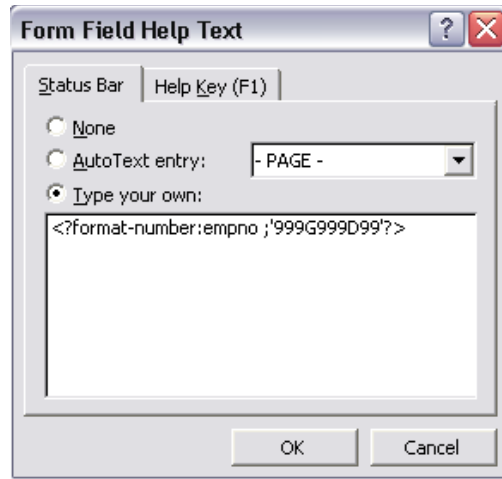 Form Field Help Text
Status Bar Help Key (F1)
None
AutoText entry: - PAGE -
Type your own:
<?format-number:empno ;'999G999D99'?>
OK Cancel